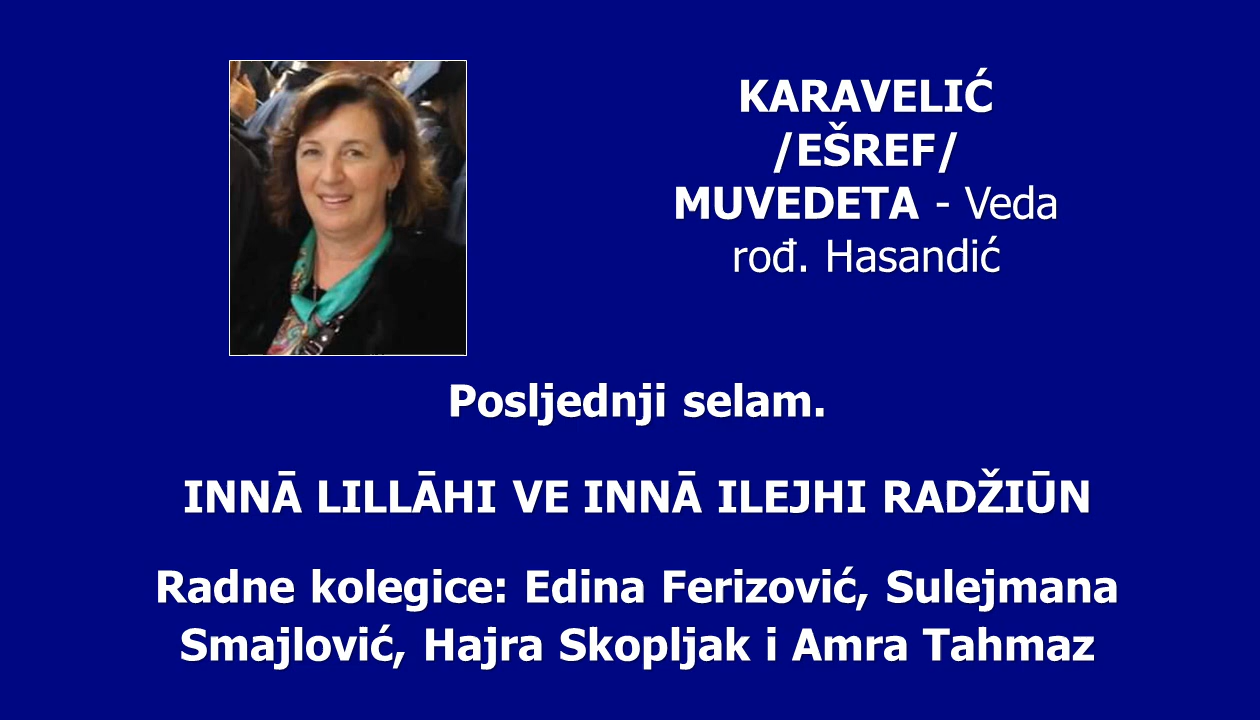 KARAVELIĆ
/EŠREF/
MUVEDETA - Veda
rođ. Hasandić
Posljednji selam.
INNĀ LILLĀHI VE INNĀ ILEJHI RADŽIŪN
Radne kolegice: Edina Ferizović, Sulejmana
Smajlović, Hajra Skopljak i Amra Tahmaz